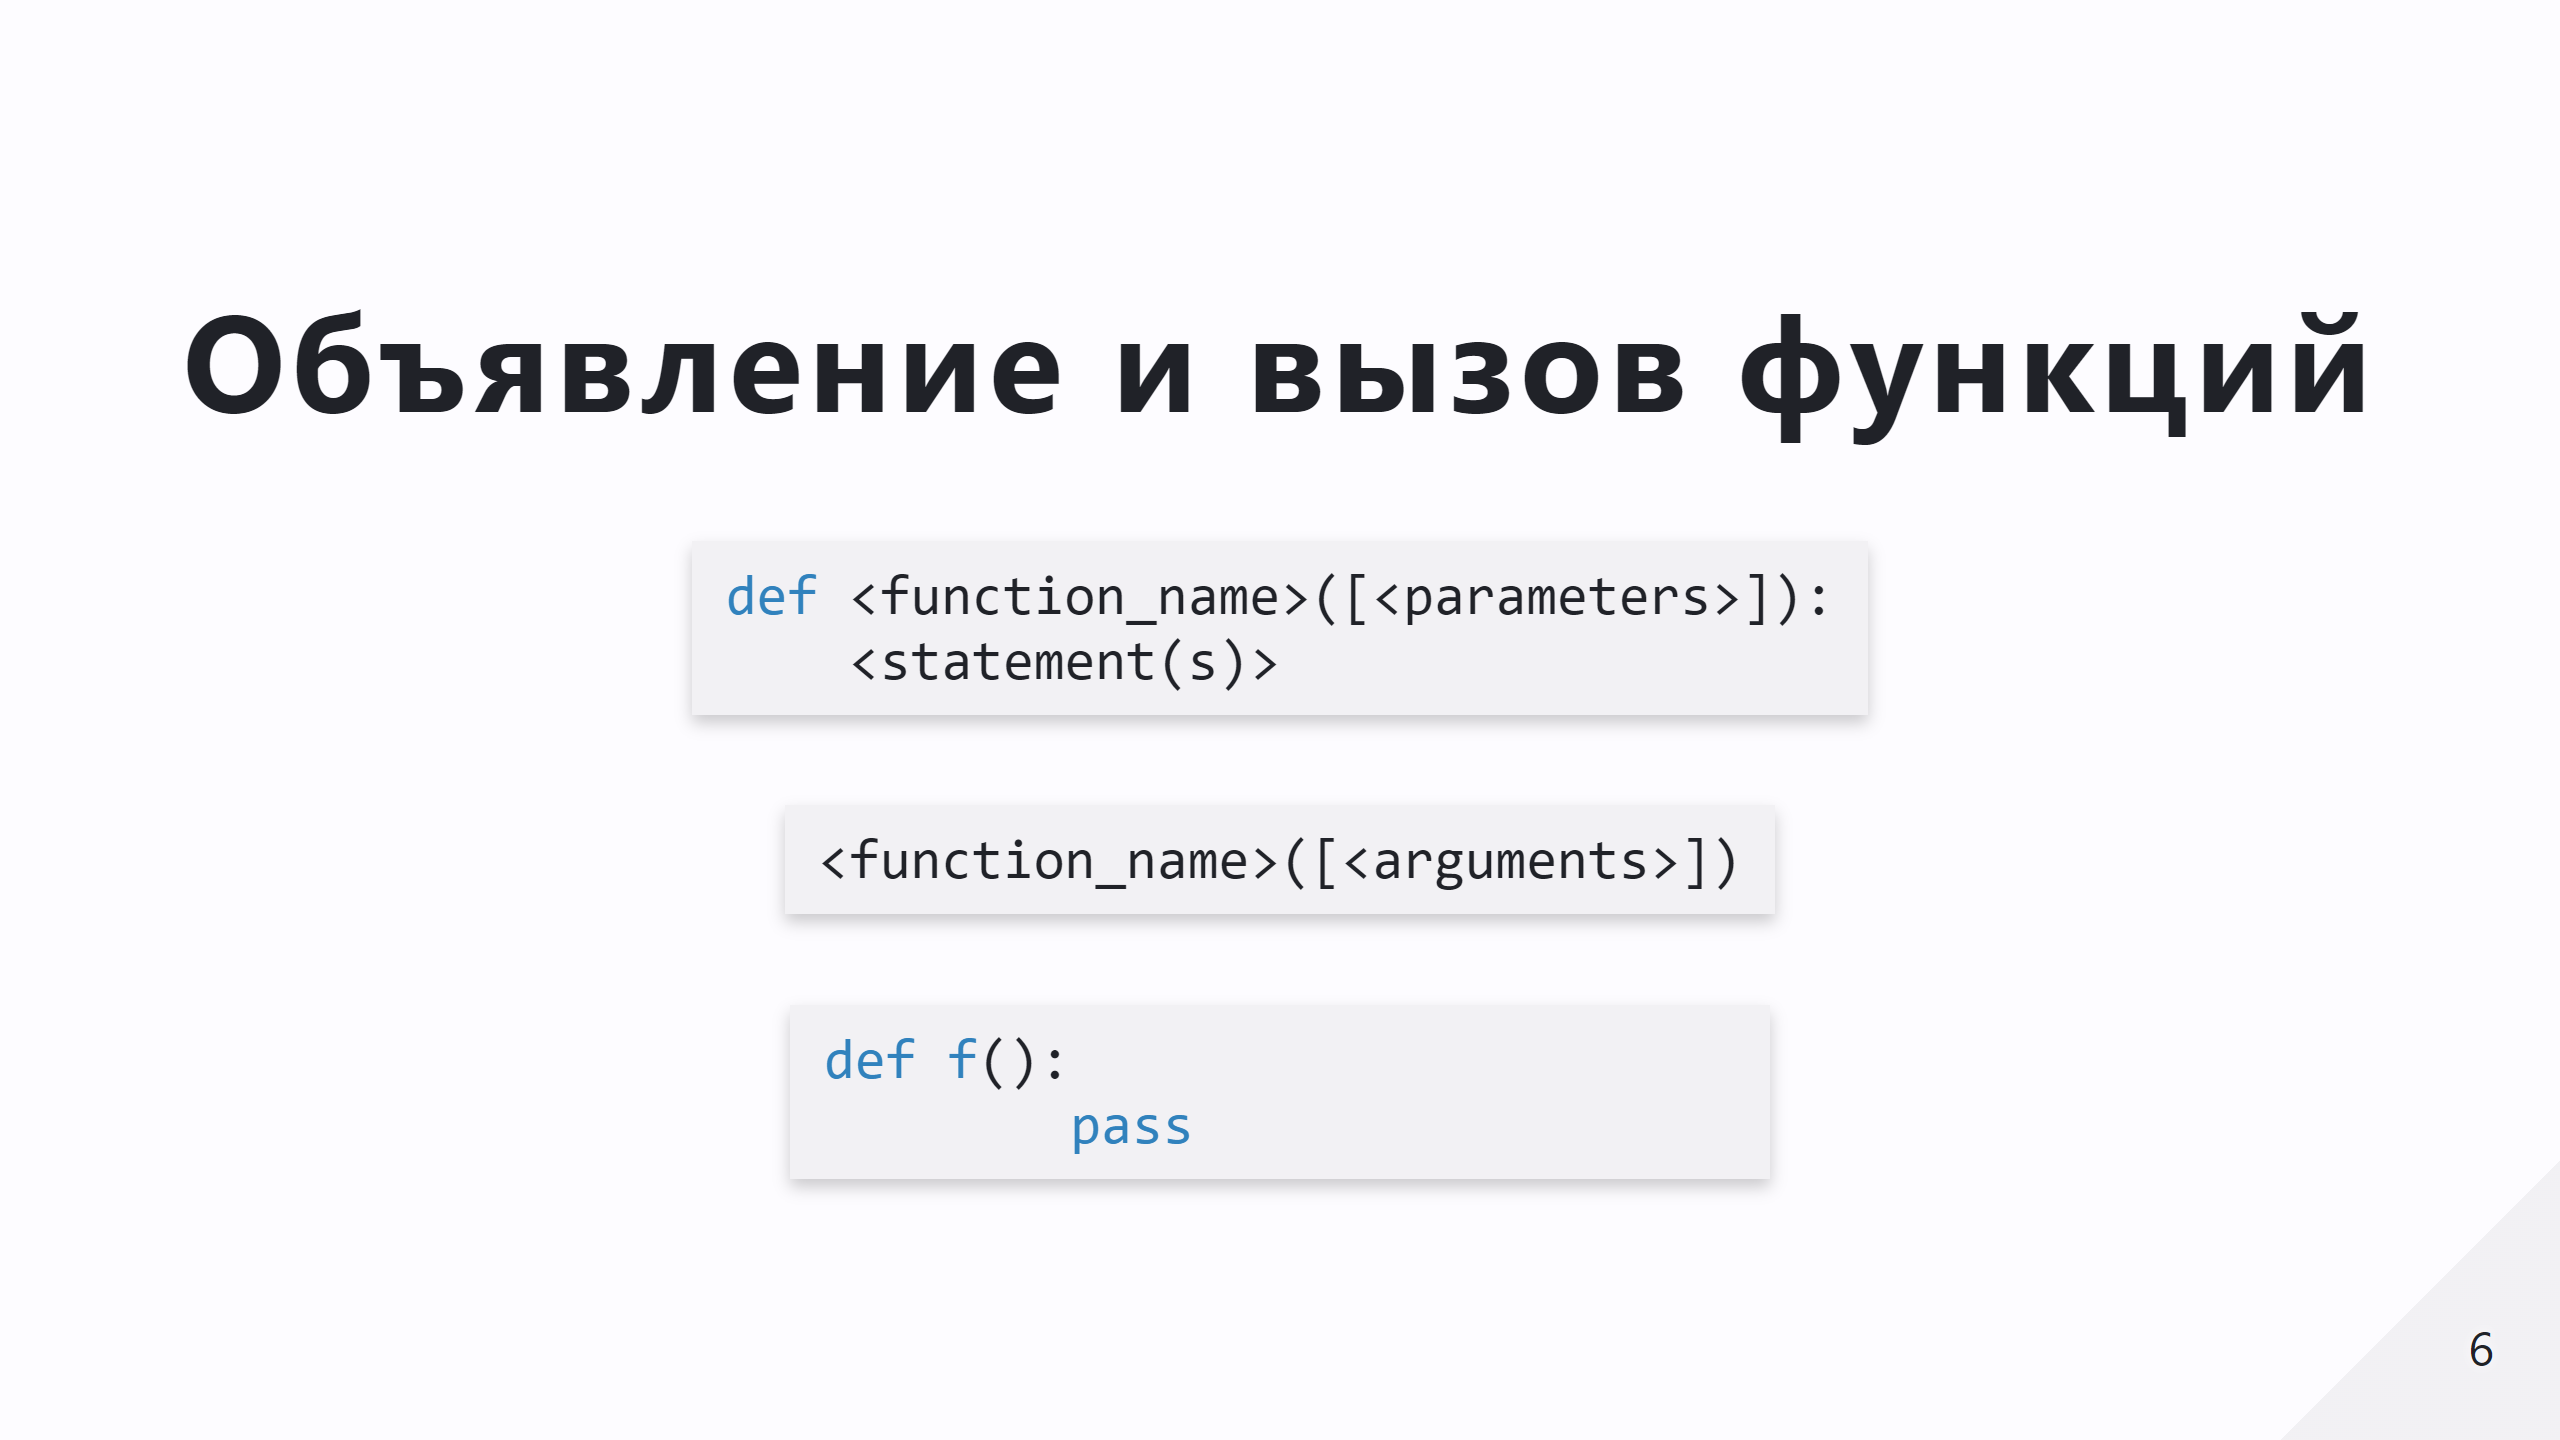 Объявление и вызов функций
def <function_name>([<parameters>]):
    <statement(s)>
<function_name>([<arguments>])
def f():
        pass
6